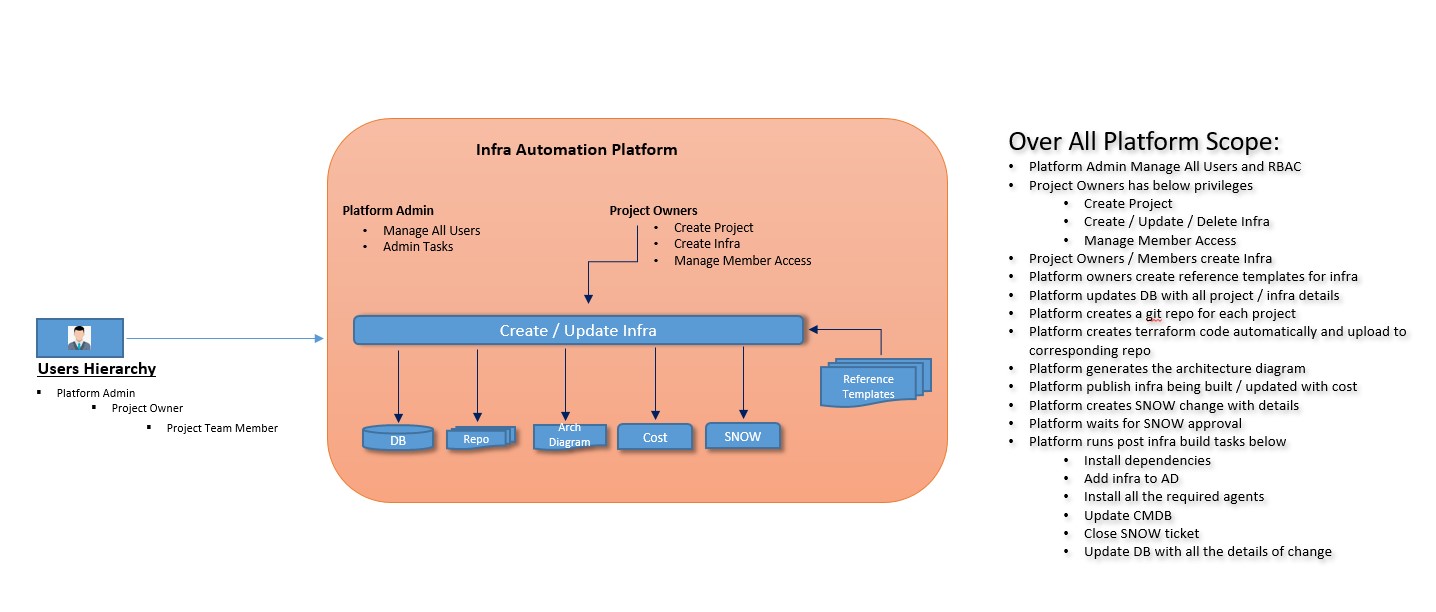 Infra Automation Platform
Platform Admin
▪ Manage All Users
▪ Admin Tasks
Project Owners
▪ Create Project
▪ Create Infra
▪ Manage Member Access
Create / Update Infra
Reference
Templates
DB
Repo
Arch
Diagram
Cost
SNOW
Users Hierarchy
▪ Platform Admin
▪ Project Owner
▪ Project Team Member
Over All Platform Scope:
• Platform Admin Manage All Users and RBAC
• Project Owners has below privileges
• Create Project
• Create / Update / Delete Infra
• Manage Member Access
• Project Owners / Members create Infra
• Platform owners create reference templates for infra
• Platform updates DB with all project / infra details
• Platform creates a git repo for each project
• Platform creates terraform code automatically and upload to
corresponding repo
• Platform generates the architecture diagram
• Platform publish infra being built / updated with cost
• Platform creates SNOW change with details
• Platform waits for SNOW approval
• Platform runs post infra build tasks below
• Install dependencies
• Add infra to AD
• Install all the required agents
• Update CMDB
• Close SNOW ticket
• Update DB with all the details of change